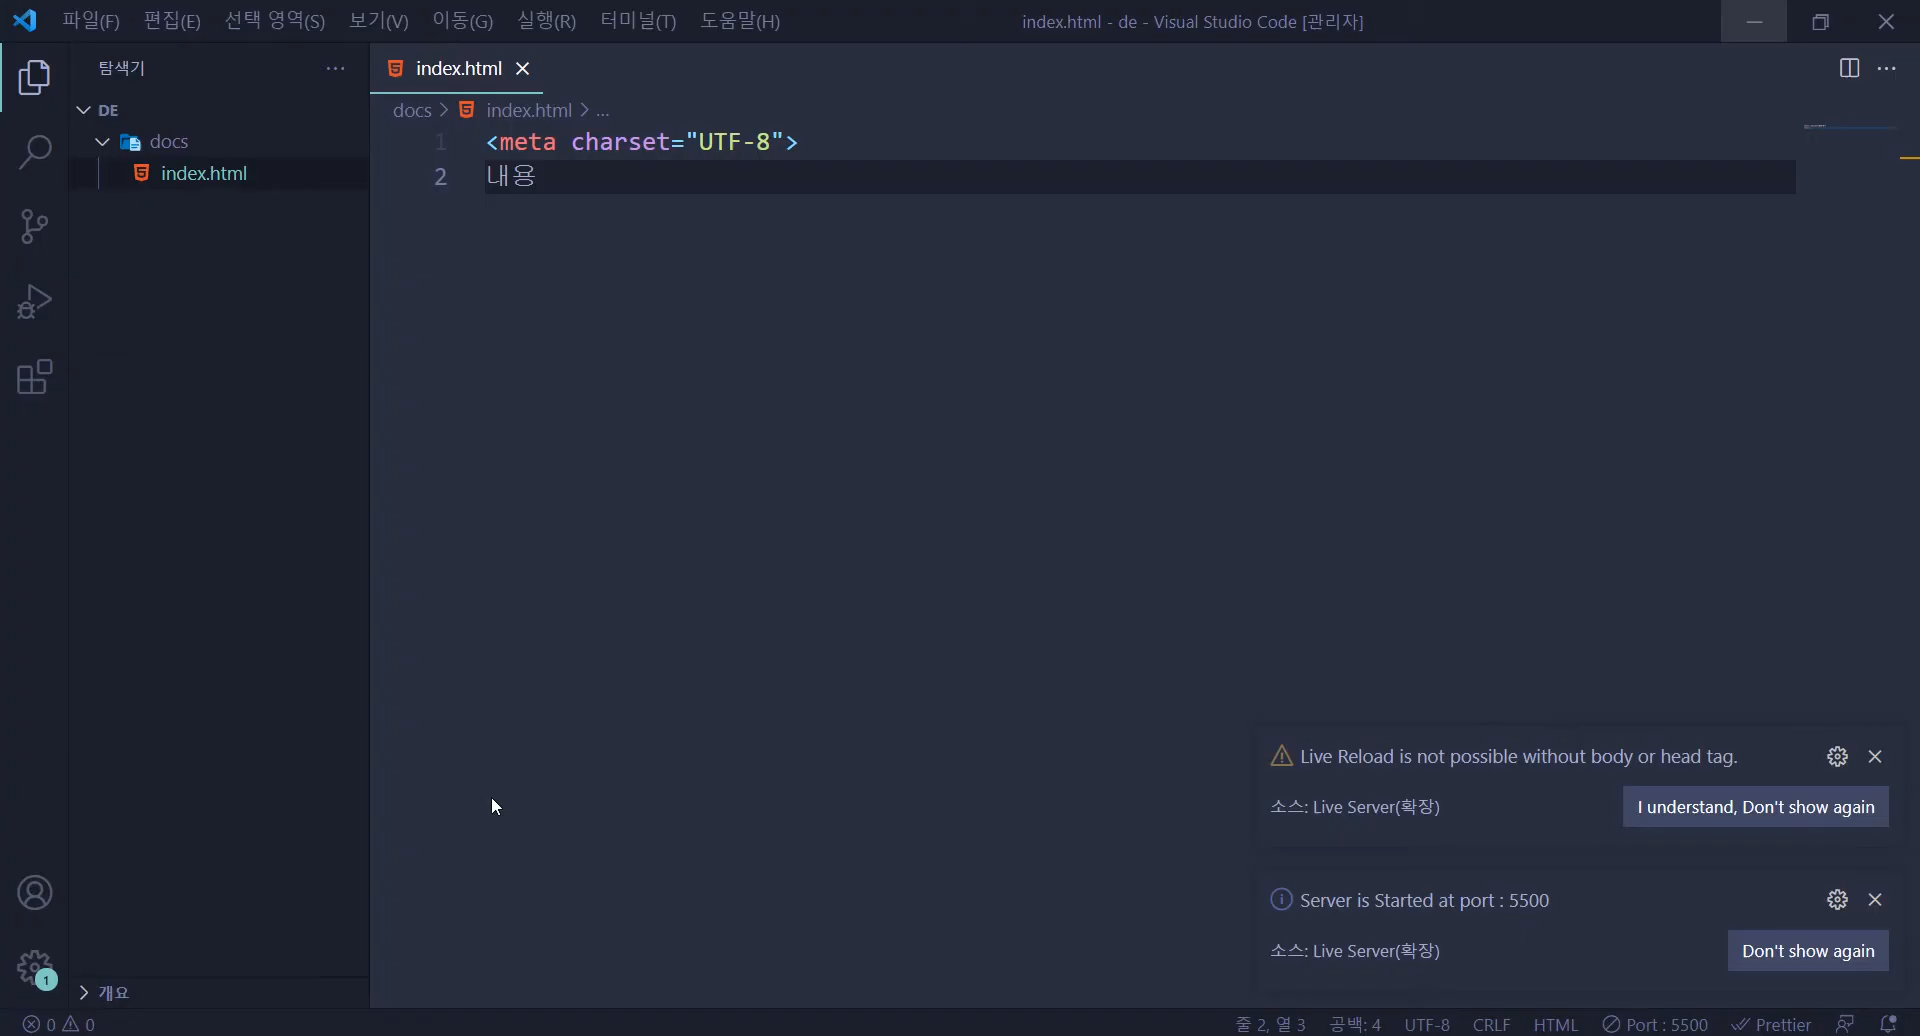 파일(F) 편집(E) 선택 영역(S) 보기(V) 이동(G) 실행(R) 터미널(T) 도움말(H) index.html - de - Visual Studio Code [관리자]
탐색기 ···
index.html
DE
docs
index.html
docs > index.html > ...
1 <meta charset="UTF-8">
2 내용
Live Reload is not possible without body or head tag.
소스: Live Server(확장) I understand, Don't show again
Server is Started at port : 5500
소스: Live Server(확장) Don't show again
1
개요
0 0 줄 2, 열 3 공백: 4 UTF-8 CRLF HTML Port : 5500 Prettier